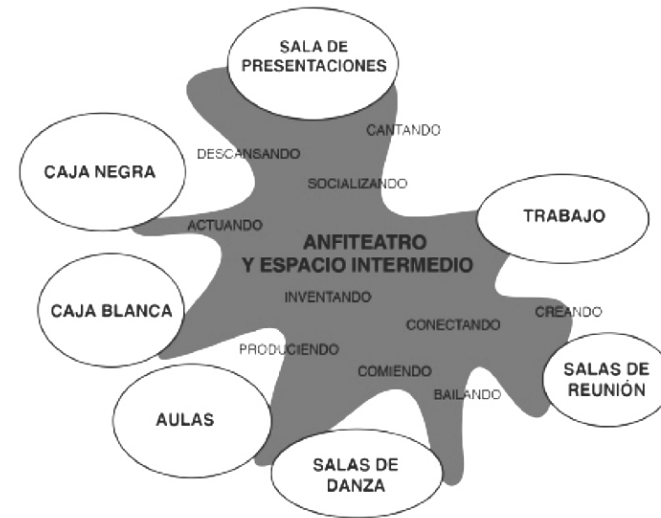 SALA DE
PRESENTACIONES
CANTANDO
DESCANSANDO
CAJA NEGRA
SOCIALIZANDO
TRABAJO
ACTUANDO
ANFITEATRO
Y ESPACIO INTERMEDIO
INVENTANDO
CAJA BLANCA
CREANDO
CONECTANDO
PRODUCIENDO
COMIENDO
SALAS DE
REUNIÓN
BAILANDO
AULAS
SALAS DE
DANZA